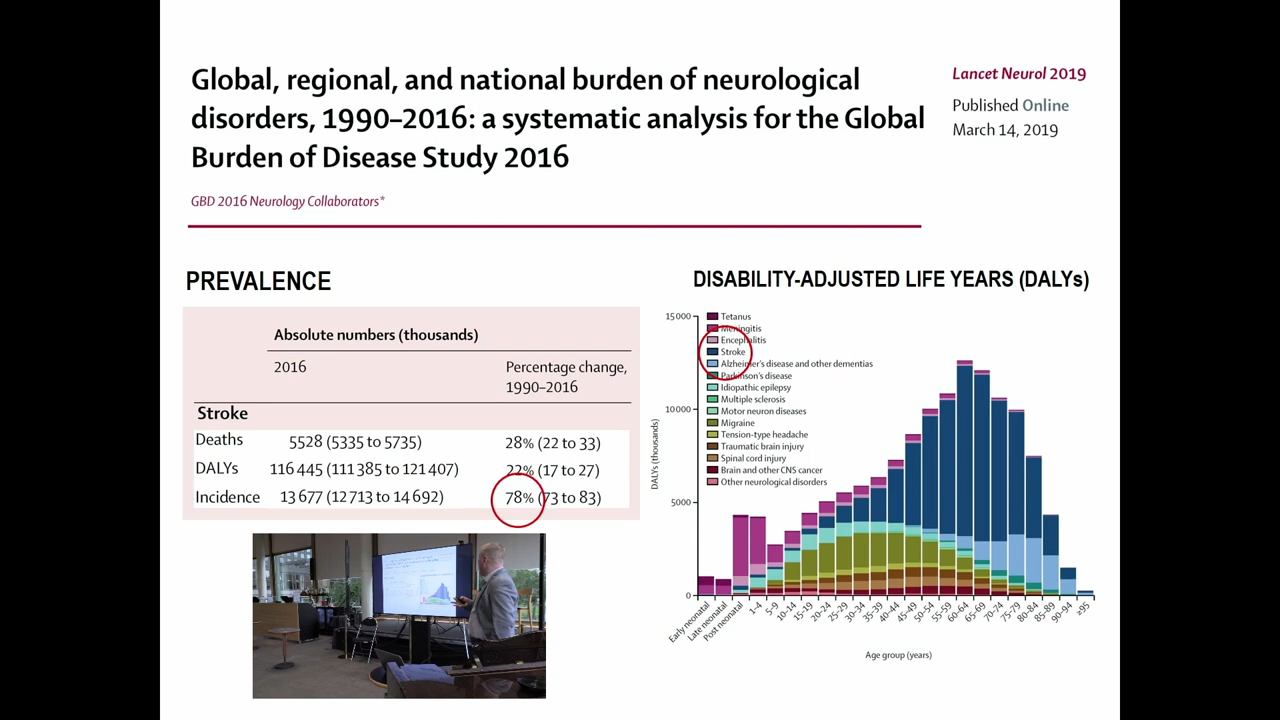 Global, regional, and national burden of neurological
disorders, 1990–2016: a systematic analysis for the Global
Burden of Disease Study 2016
GBD 2016 Neurology Collaborators*
Lancet Neurol 2019
Published Online
March 14, 2019
PREVALENCE
Absolute numbers (thousands)
2016 Percentage change,
1990–2016
Stroke
Deaths 5528 (5335 to 5735) 28% (22 to 33)
DALYs 116 445 (111 385 to 121 407) 22% (17 to 27)
Incidence 13 677 (12 713 to 14 692) 78% (73 to 83)
DISABILITY-ADJUSTED LIFE YEARS (DALYs)
15 000
10 000
5000
0
DALYs (thousands)
Tetanus
Meningitis
Encephalitis
Stroke
Alzheimer's disease and other dementias
Parkinson's disease
Idiopathic epilepsy
Multiple sclerosis
Motor neuron diseases
Migraine
Tension-type headache
Traumatic brain injury
Spinal cord injury
Brain and other CNS cancer
Other neurological disorders
Early neonatal
Late neonatal
Post neonatal
1–4
5–9
10–14
15–19
20–24
25–29
30–34
35–39
40–44
45–49
50–54
55–59
60–64
65–69
70–74
75–79
80–84
85–89
90–94
≥95
Age group (years)